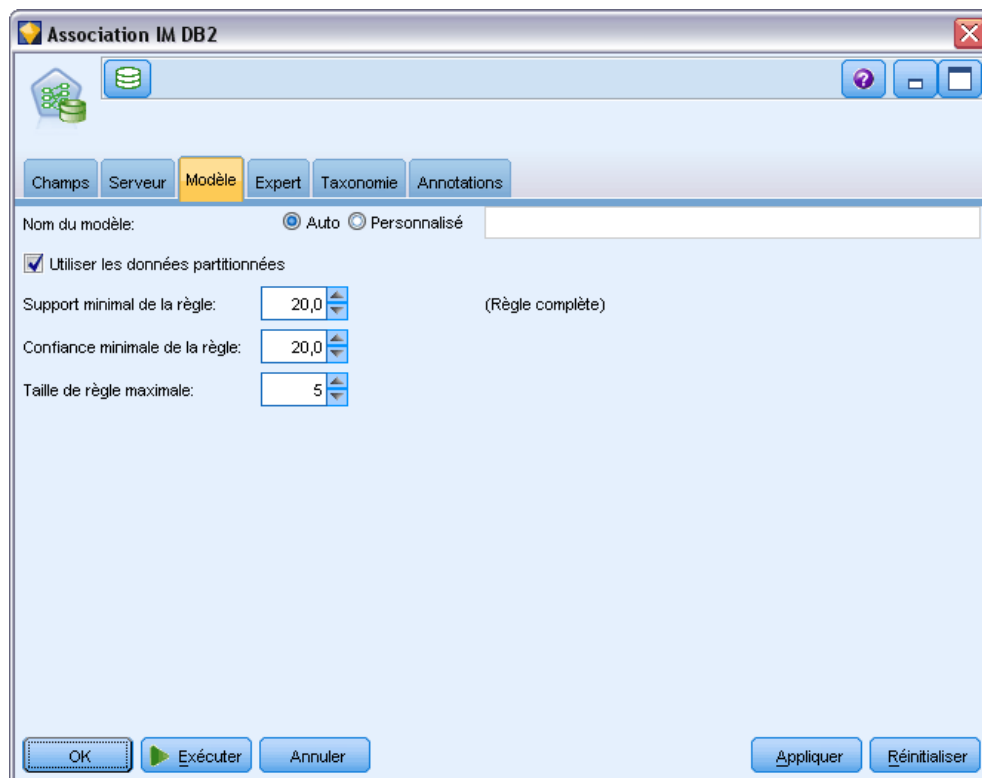 Association IM DB2
Champs Serveur Modèle Expert Taxonomie Annotations
Nom du modèle: Auto Personnalisé
Utiliser les données partitionnées
Support minimal de la règle: 20,0 (Règle complète)
Confiance minimale de la règle: 20,0
Taille de règle maximale: 5
OK Exécuter Annuler Appliquer Réinitialiser